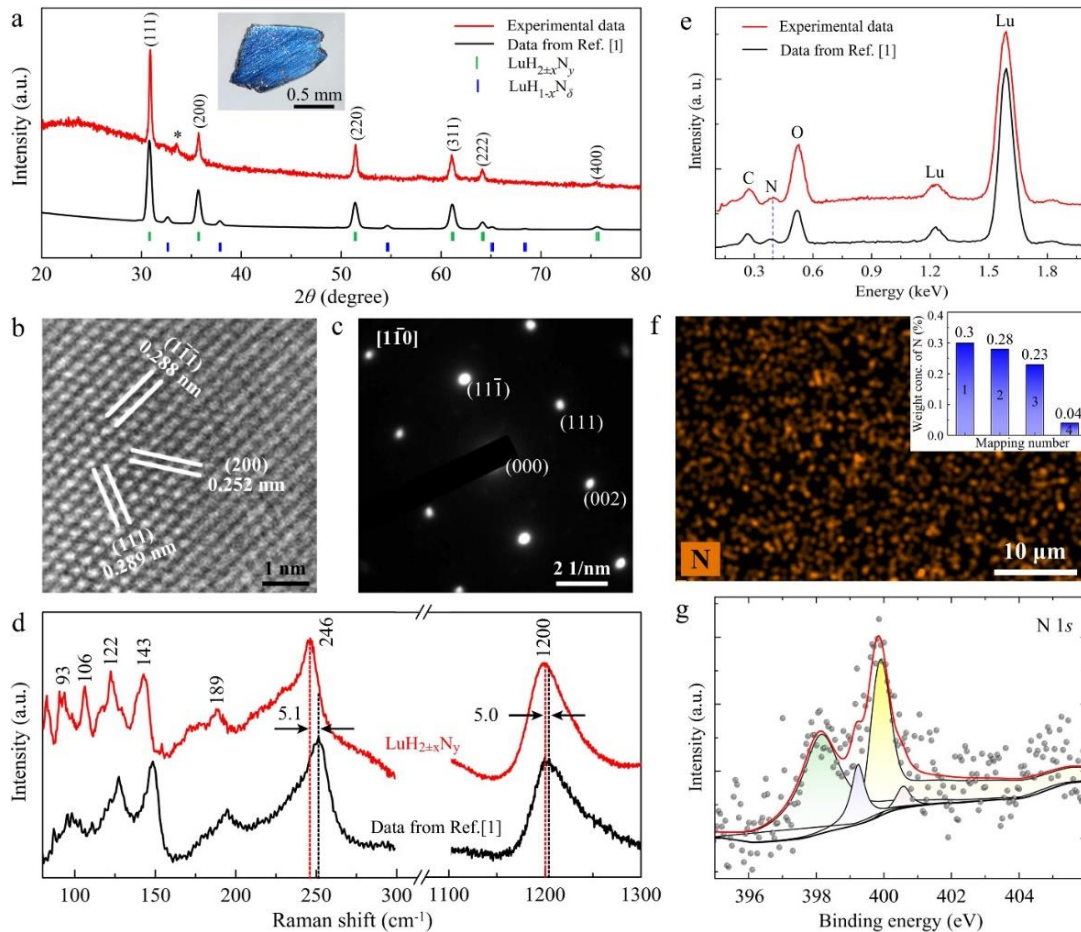 a
(111)
(200)
(220)
(311)
(222)
(400)
*
0.5 mm
Experimental data
Data from Ref. [1]
LuH2±xNy
LuH1-xNδ
Intensity (a.u.)
20 30 40 50 60 70 80
2θ (degree)
e
Experimental data
Data from Ref. [1]
Lu
O
C
N
Lu
Intensity (a. u.)
0.3 0.6 0.9 1.2 1.5 1.8
Energy (keV)
b
(11̄1̄)
0.288 nm
(200)
0.252 nm
(111)
0.289 nm
1 nm
c
[11̄0]
(111̄)
(111)
(000)
(002)
2 1/nm
f
Weight conc. of N (%)
0.4
0.3
0.2
0.1
0.0
0.3
0.28
0.23
0.04
1
2
3
4
Mapping number
N
10 μm
d
93
106
122
143
189
246
1200
5.1
5.0
LuH2±xNy
Data from Ref.[1]
Intensity (a.u.)
100 150 200 250 300 1100 1200 1300
Raman shift (cm-1)
g
N 1s
Intensity (a.u.)
396 398 400 402 404
Binding energy (eV)